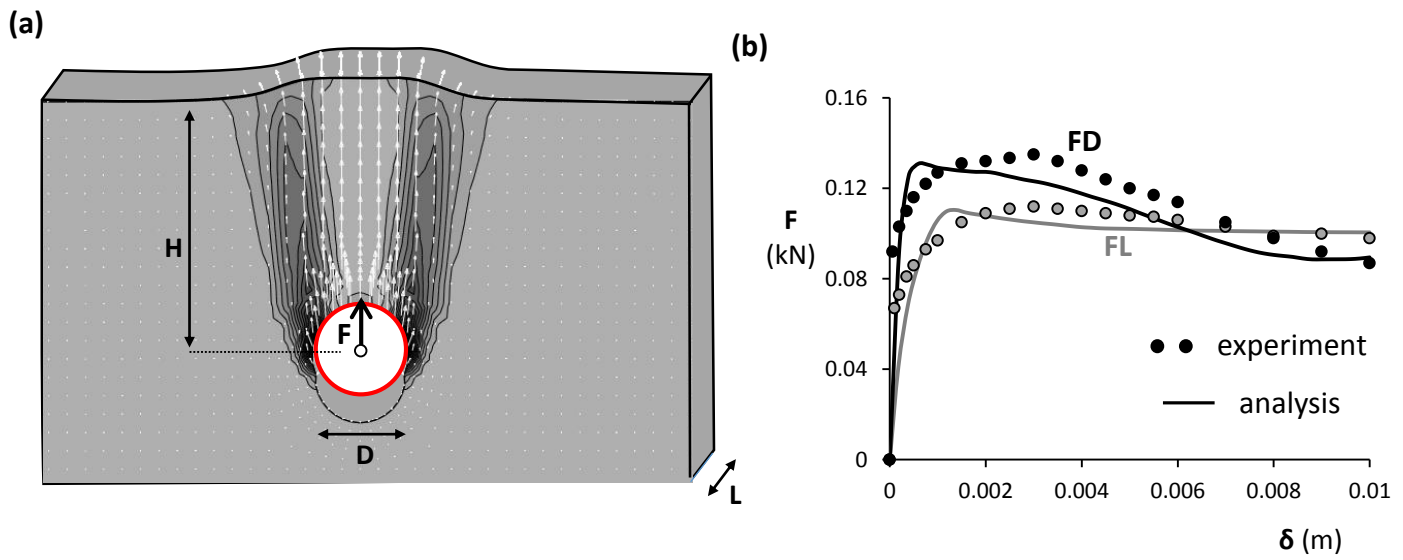 (a)
H
F
D
L
(b)
0.16
0.12
0.08
0.04
0
F
(kN)
FD
FL
experiment
analysis
0 0.002 0.004 0.006 0.008 0.01
δ (m)